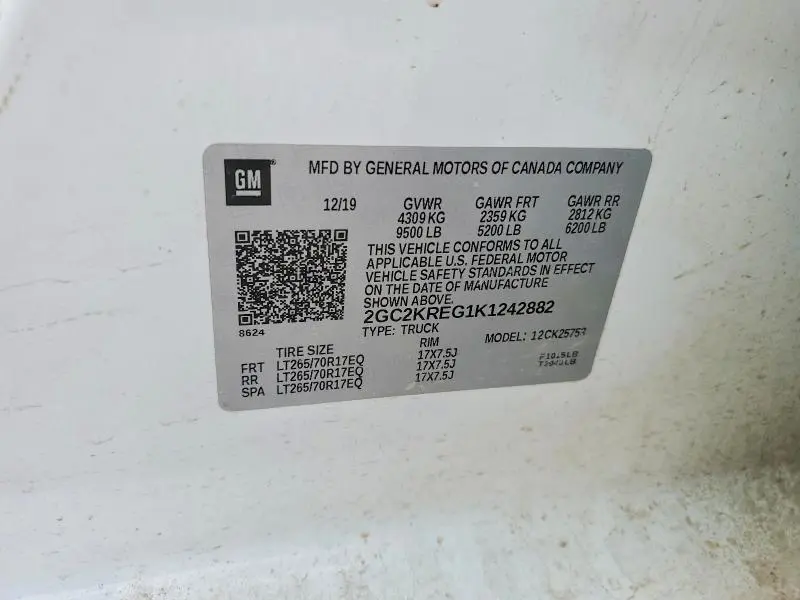 GM
MFD BY GENERAL MOTORS OF CANADA COMPANY
12/19 GVWR GAWR FRT GAWR RR
4309 KG 2359 KG 2812 KG
9500 LB 5200 LB 6200 LB
THIS VEHICLE CONFORMS TO ALL
APPLICABLE U.S. FEDERAL MOTOR
VEHICLE SAFETY STANDARDS IN EFFECT
ON THE DATE OF MANUFACTURE
SHOWN ABOVE.
2GC2KREG1K1242882
8624
TYPE: TRUCK MODEL: 12CK25753
TIRE SIZE RIM
FRT LT265/70R17EQ 17X7.5J
RR LT265/70R17EQ 17X7.5J
SPA LT265/70R17EQ 17X7.5J